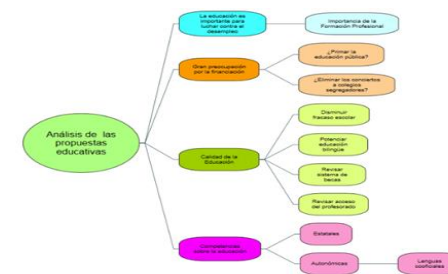 La educación es
importante para
luchar contra el
desempleo
Importancia de la
Formación Profesional
Gran preocupación
por la financiación
¿Primar la
educación pública?
¿Eliminar los conciertos
a colegios
segregadores?
Análisis de las
propuestas
educativas
Calidad de la
Educación
Disminuir
fracaso escolar
Potenciar
educación
bilingüe
Revisar
sistema de
becas
Revisar acceso
del profesorado
Competencias
sobre la educación
Estatales
Autonómicas
Lenguas
cooficiales